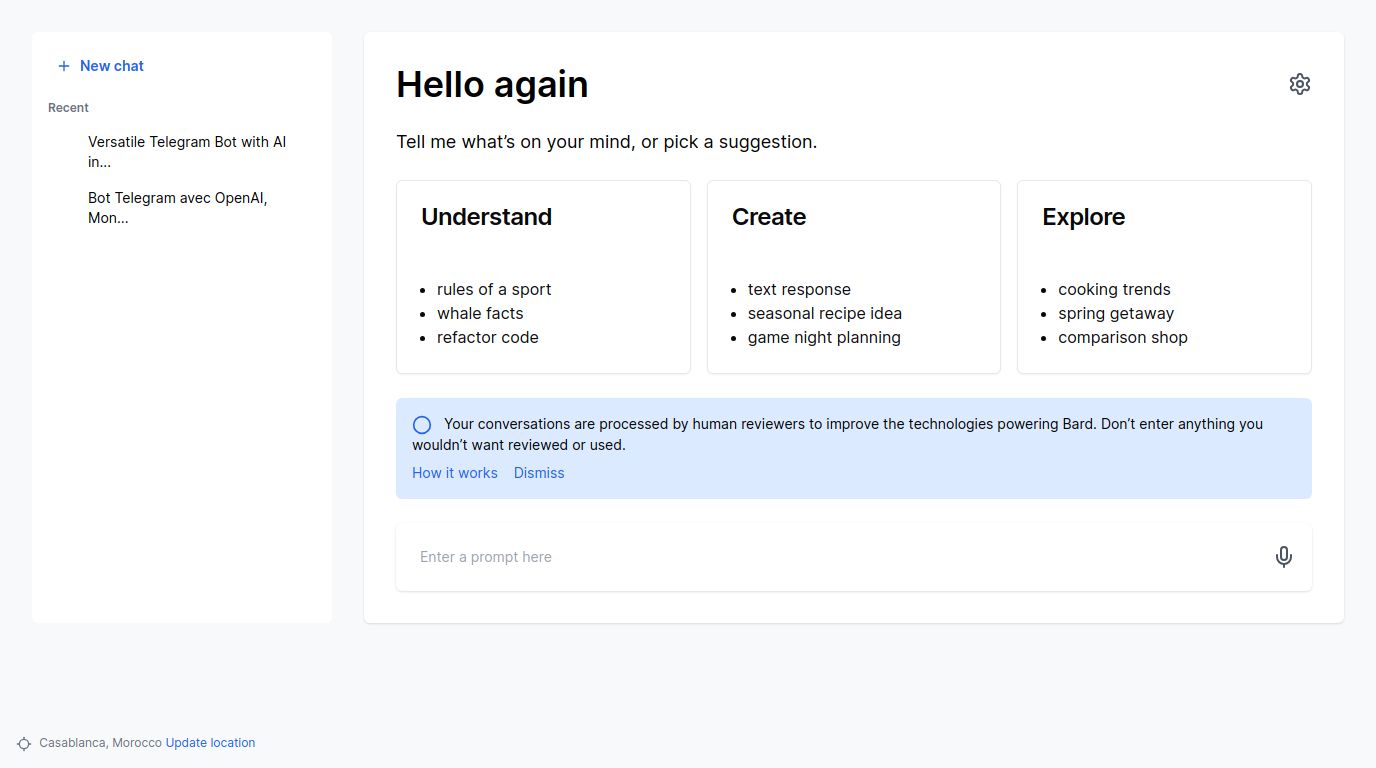 New chat
Recent
Versatile Telegram Bot with AI
in...
Bot Telegram avec OpenAI,
Mon...
Hello again
Tell me what’s on your mind, or pick a suggestion.
Understand
rules of a sport
whale facts
refactor code
Create
text response
seasonal recipe idea
game night planning
Explore
cooking trends
spring getaway
comparison shop
Your conversations are processed by human reviewers to improve the technologies powering Bard. Don’t enter anything you
wouldn’t want reviewed or used.
How it works Dismiss
Enter a prompt here
Casablanca, Morocco Update location